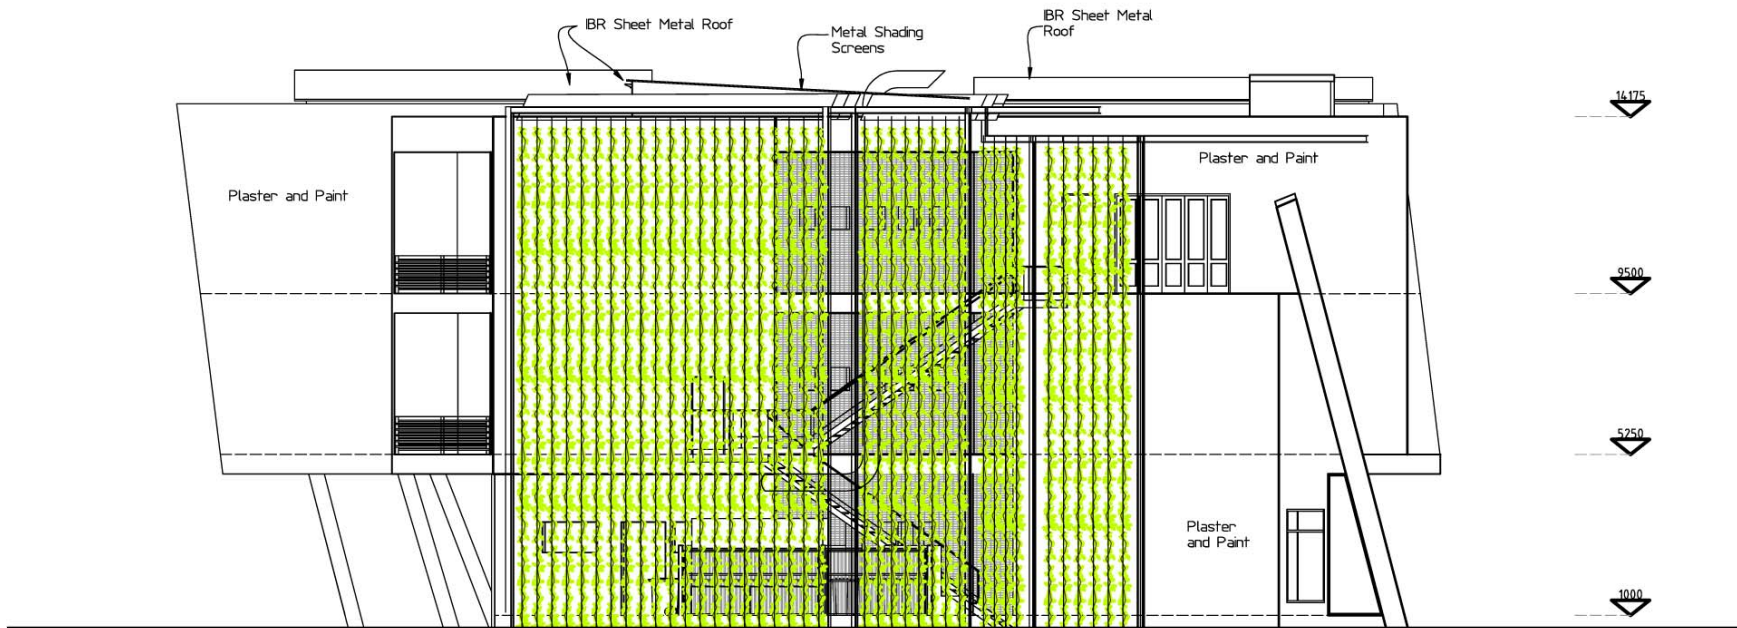 IBR Sheet Metal Roof
Metal Shading
Screens
IBR Sheet Metal
Roof
14175
Plaster and Paint
Plaster and Paint
9500
5250
Plaster
and Paint
1000